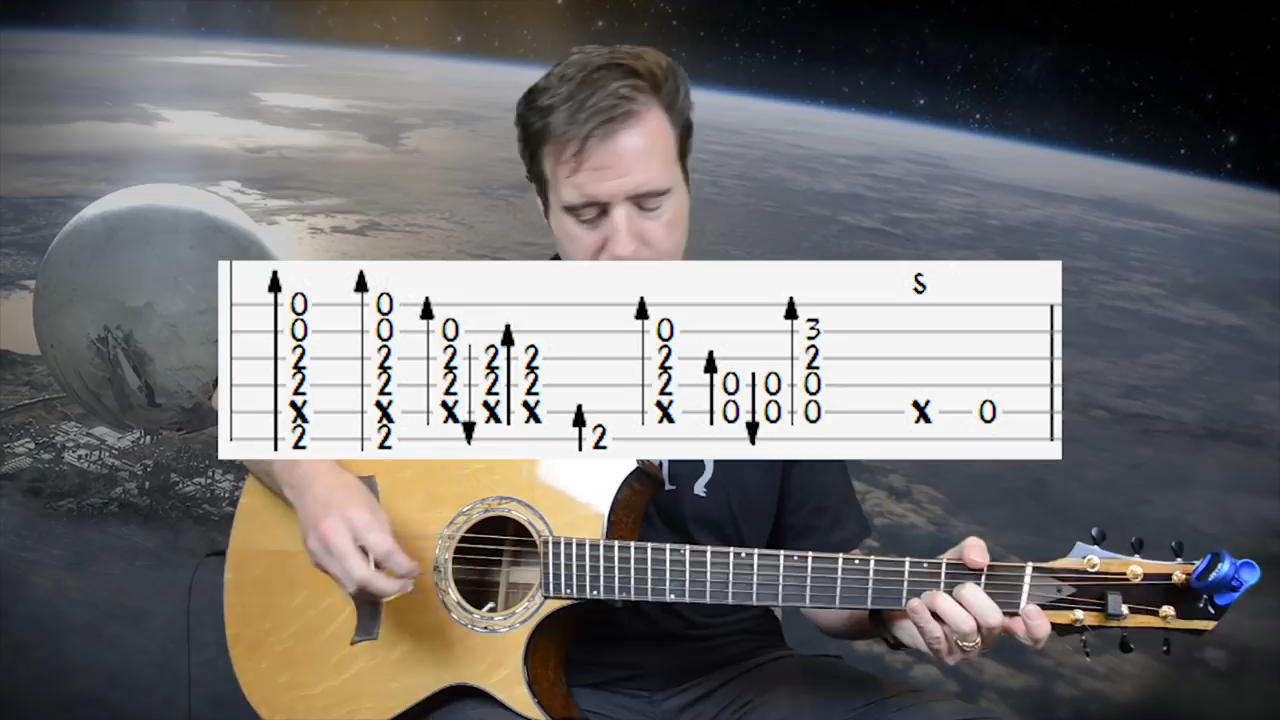 S
0 0
0 0 0 0 3
2 2 2 2 2 2 2
2 2 2 2 2 2 0 0 0
X X X X X X 0 0 0 X 0
2 2 2